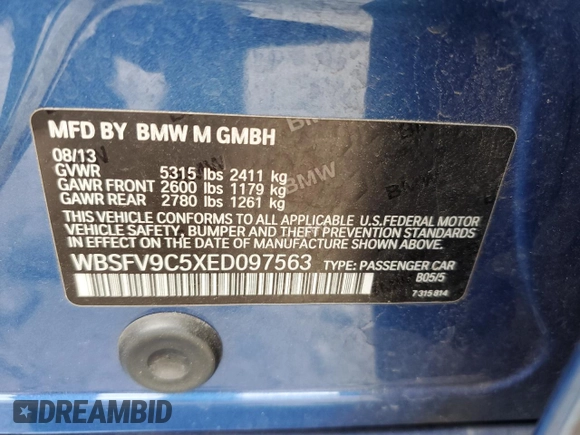 MFD BY BMW M GMBH
08/13
GVWR 5315 lbs 2411 kg
GAWR FRONT 2600 lbs 1179 kg
GAWR REAR 2780 lbs 1261 kg
THIS VEHICLE CONFORMS TO ALL APPLICABLE U.S.FEDERAL MOTOR
VEHICLE SAFETY, BUMPER AND THEFT PREVENTION STANDARDS
IN EFFECT ON THE DATE OF MANUFACTURE SHOWN ABOVE.
WBSFV9C5XED097563 TYPE: PASSENGER CAR
B05/5
7 315 814
BMW
DREAMBID